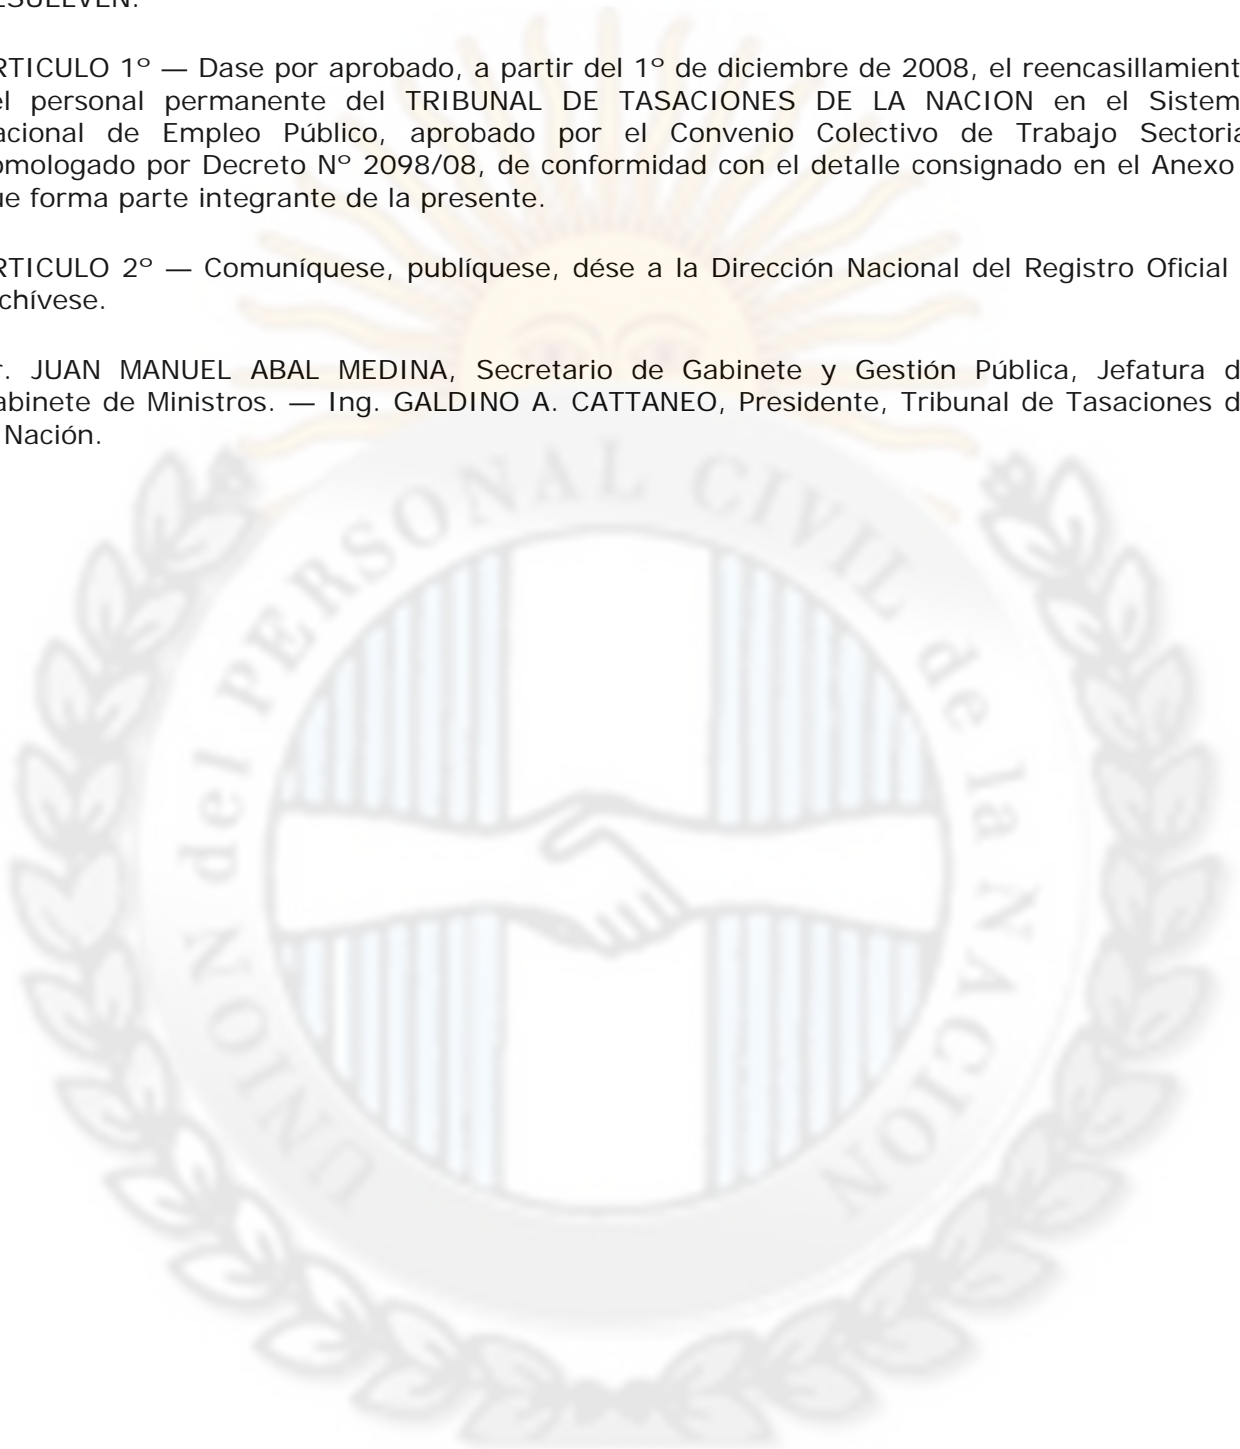 ESUELVEN:
RTICULO 1º — Dase por aprobado, a partir del 1º de diciembre de 2008, el reencasillamient
el personal permanente del TRIBUNAL DE TASACIONES DE LA NACION en el Sistem
acional de Empleo Público, aprobado por el Convenio Colectivo de Trabajo Sectoria
omologado por Decreto Nº 2098/08, de conformidad con el detalle consignado en el Anexo
ue forma parte integrante de la presente.
RTICULO 2º — Comuníquese, publíquese, dése a la Dirección Nacional del Registro Oficial
chívese.
r. JUAN MANUEL ABAL MEDINA, Secretario de Gabinete y Gestión Pública, Jefatura d
abinete de Ministros. — Ing. GALDINO A. CATTANEO, Presidente, Tribunal de Tasaciones d
Nación.
UNION del PERSONAL CIVIL de la NACION